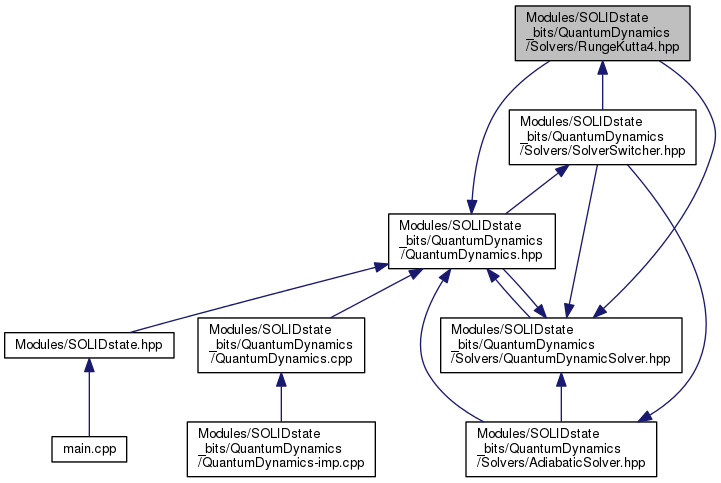 Modules/SOLIDstate
_bits/QuantumDynamics
/Solvers/RungeKutta4.hpp
Modules/SOLIDstate
_bits/QuantumDynamics
/Solvers/SolverSwitcher.hpp
Modules/SOLIDstate
_bits/QuantumDynamics
/QuantumDynamics.hpp
Modules/SOLIDstate.hpp
Modules/SOLIDstate
_bits/QuantumDynamics
/QuantumDynamics.cpp
Modules/SOLIDstate
_bits/QuantumDynamics
/Solvers/QuantumDynamicSolver.hpp
main.cpp
Modules/SOLIDstate
_bits/QuantumDynamics
/QuantumDynamics-imp.cpp
Modules/SOLIDstate
_bits/QuantumDynamics
/Solvers/AdiabaticSolver.hpp